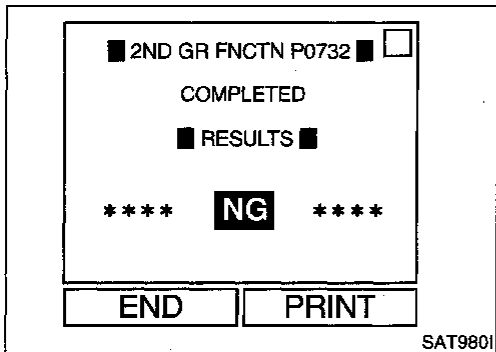 2ND GR FNCTN P0732
COMPLETED
RESULTS
**** NG ****
END PRINT
SAT980I